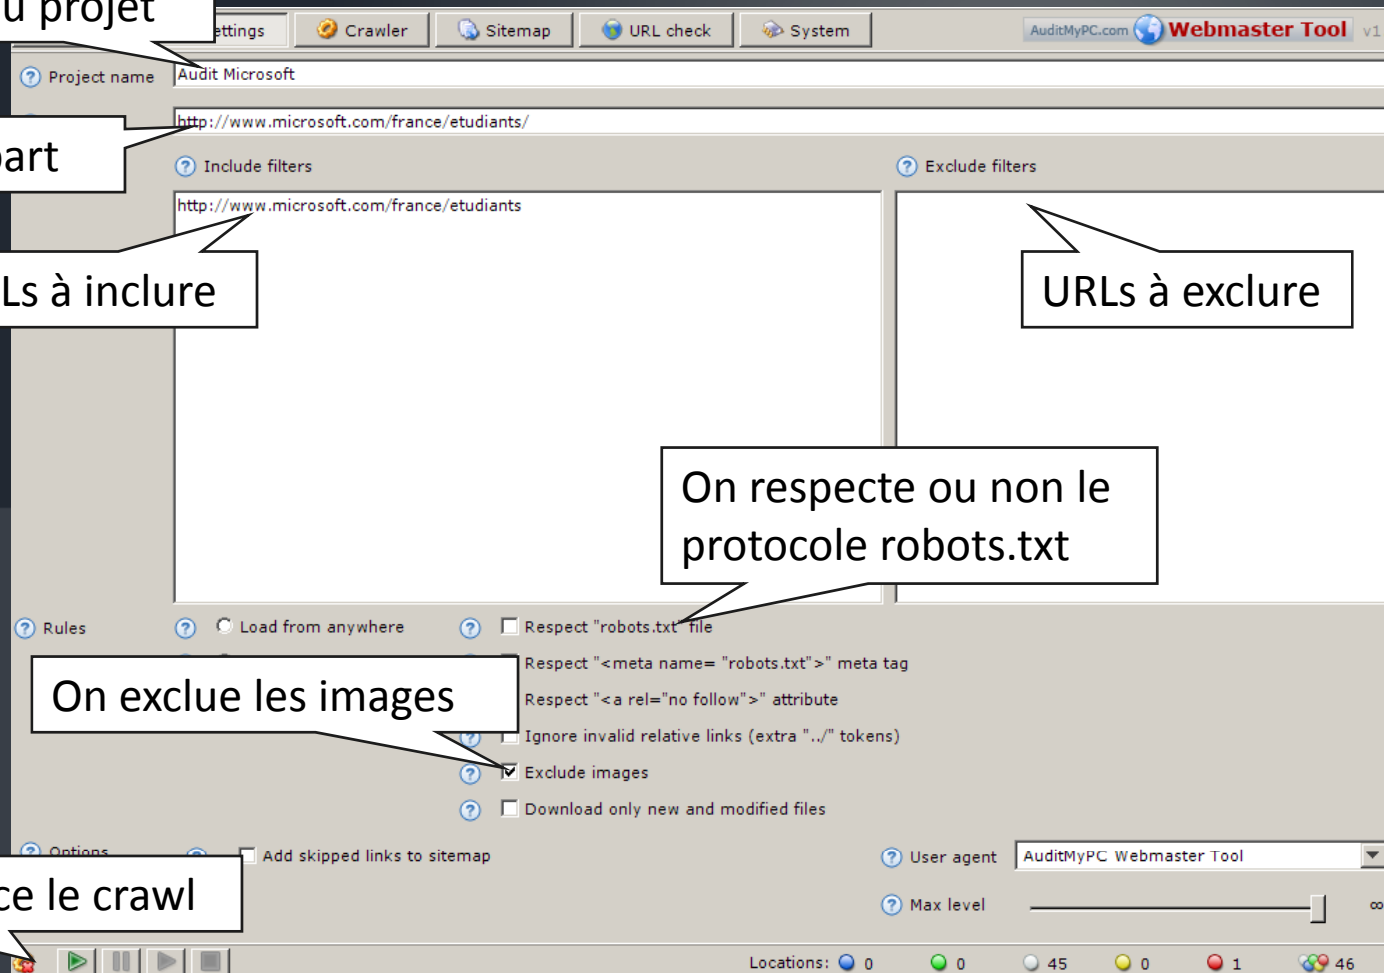 u projet
ettings
Crawler
Sitemap
URL check
System
AuditMyPC.com
Webmaster Tool v1
Project name
Audit Microsoft
http://www.microsoft.com/france/etudiants/
art
Include filters
Exclude filters
http://www.microsoft.com/france/etudiants
Ls à inclure
URLs à exclure
On respecte ou non le
protocole robots.txt
Rules
Load from anywhere
Respect "robots.txt" file
Respect "<meta name= "robots.txt">" meta tag
On exclue les images
Respect "<a rel="no follow">" attribute
Ignore invalid relative links (extra "../" tokens)
Exclude images
Download only new and modified files
Options
Add skipped links to sitemap
User agent
AuditMyPC Webmaster Tool
ce le crawl
Max level
∞
Locations: 0 0 45 0 1 46